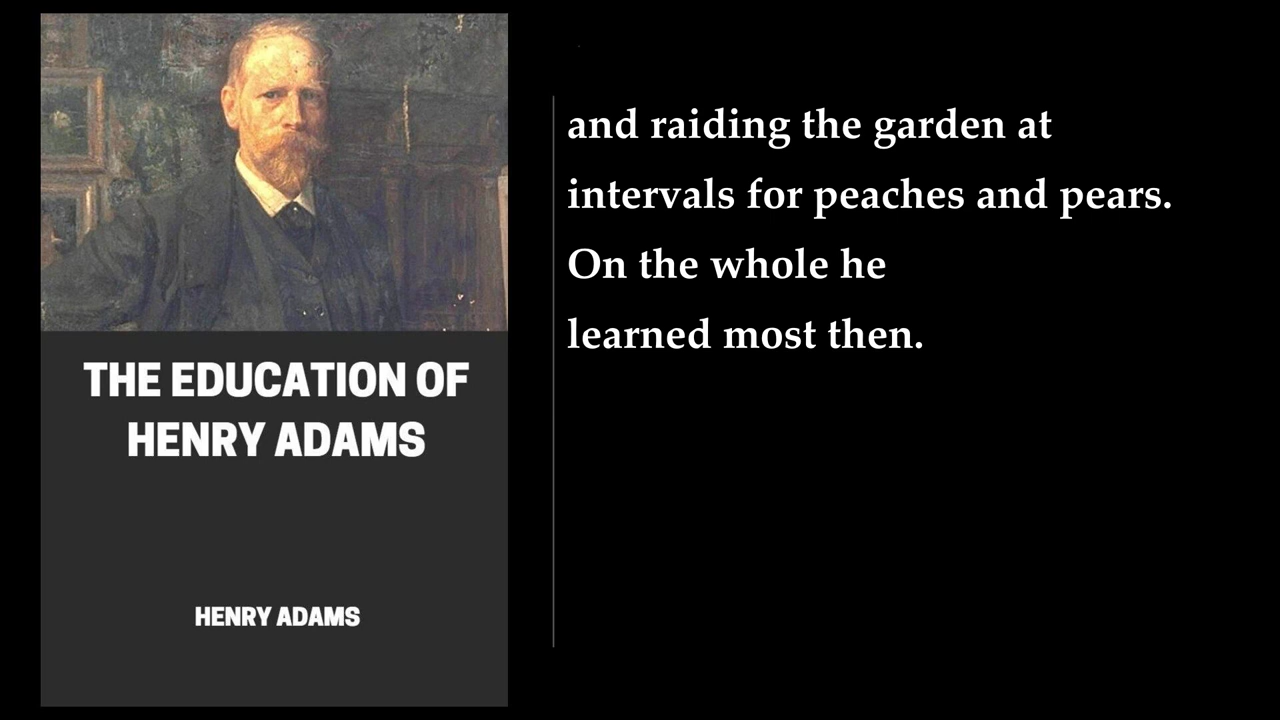 THE EDUCATION OF
HENRY ADAMS
HENRY ADAMS
and raiding the garden at
intervals for peaches and pears.
On the whole he
learned most then.